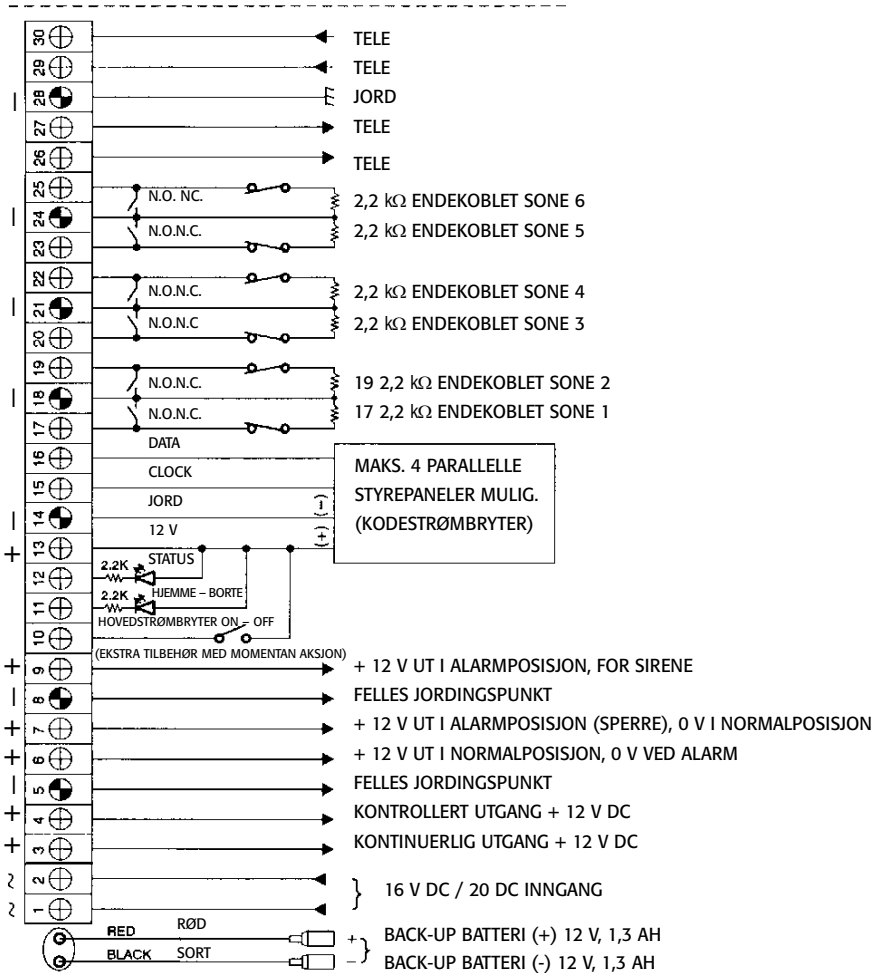 30 TELE
29 TELE
— 28 JORD
27 TELE
26 TELE
25 N.O. NC. 2,2 kΩ ENDEKOBLET SONE 6
— 24
23 N.O.N.C. 2,2 kΩ ENDEKOBLET SONE 5
22 N.O.N.C. 2,2 kΩ ENDEKOBLET SONE 4
— 21
20 N.O.N.C 2,2 kΩ ENDEKOBLET SONE 3
19 N.O.N.C. 19 2,2 kΩ ENDEKOBLET SONE 2
— 18
17 N.O.N.C. 17 2,2 kΩ ENDEKOBLET SONE 1
16 DATA
15 CLOCK
— 14 JORD (–)
+ 13 12 V (+)
MAKS. 4 PARALLELLE
STYREPANELER MULIG.
(KODESTRØMBRYTER)
12 2.2K STATUS
11 2.2K HJEMME – BORTE
10 HOVEDSTRØMBRYTER ON – OFF
(EKSTRA TILBEHØR MED MOMENTAN AKSJON)
+ 9 + 12 V UT I ALARMPOSISJON, FOR SIRENE
— 8 FELLES JORDINGSPUNKT
+ 7 + 12 V UT I ALARMPOSISJON (SPERRE), 0 V I NORMALPOSISJON
+ 6 + 12 V UT I NORMALPOSISJON, 0 V VED ALARM
— 5 FELLES JORDINGSPUNKT
+ 4 KONTROLLERT UTGANG + 12 V DC
+ 3 KONTINUERLIG UTGANG + 12 V DC
~ 2
~ 1
} 16 V DC / 20 DC INNGANG
RED RØD + BACK-UP BATTERI (+) 12 V, 1,3 AH
BLACK SORT – BACK-UP BATTERI (-) 12 V, 1,3 AH